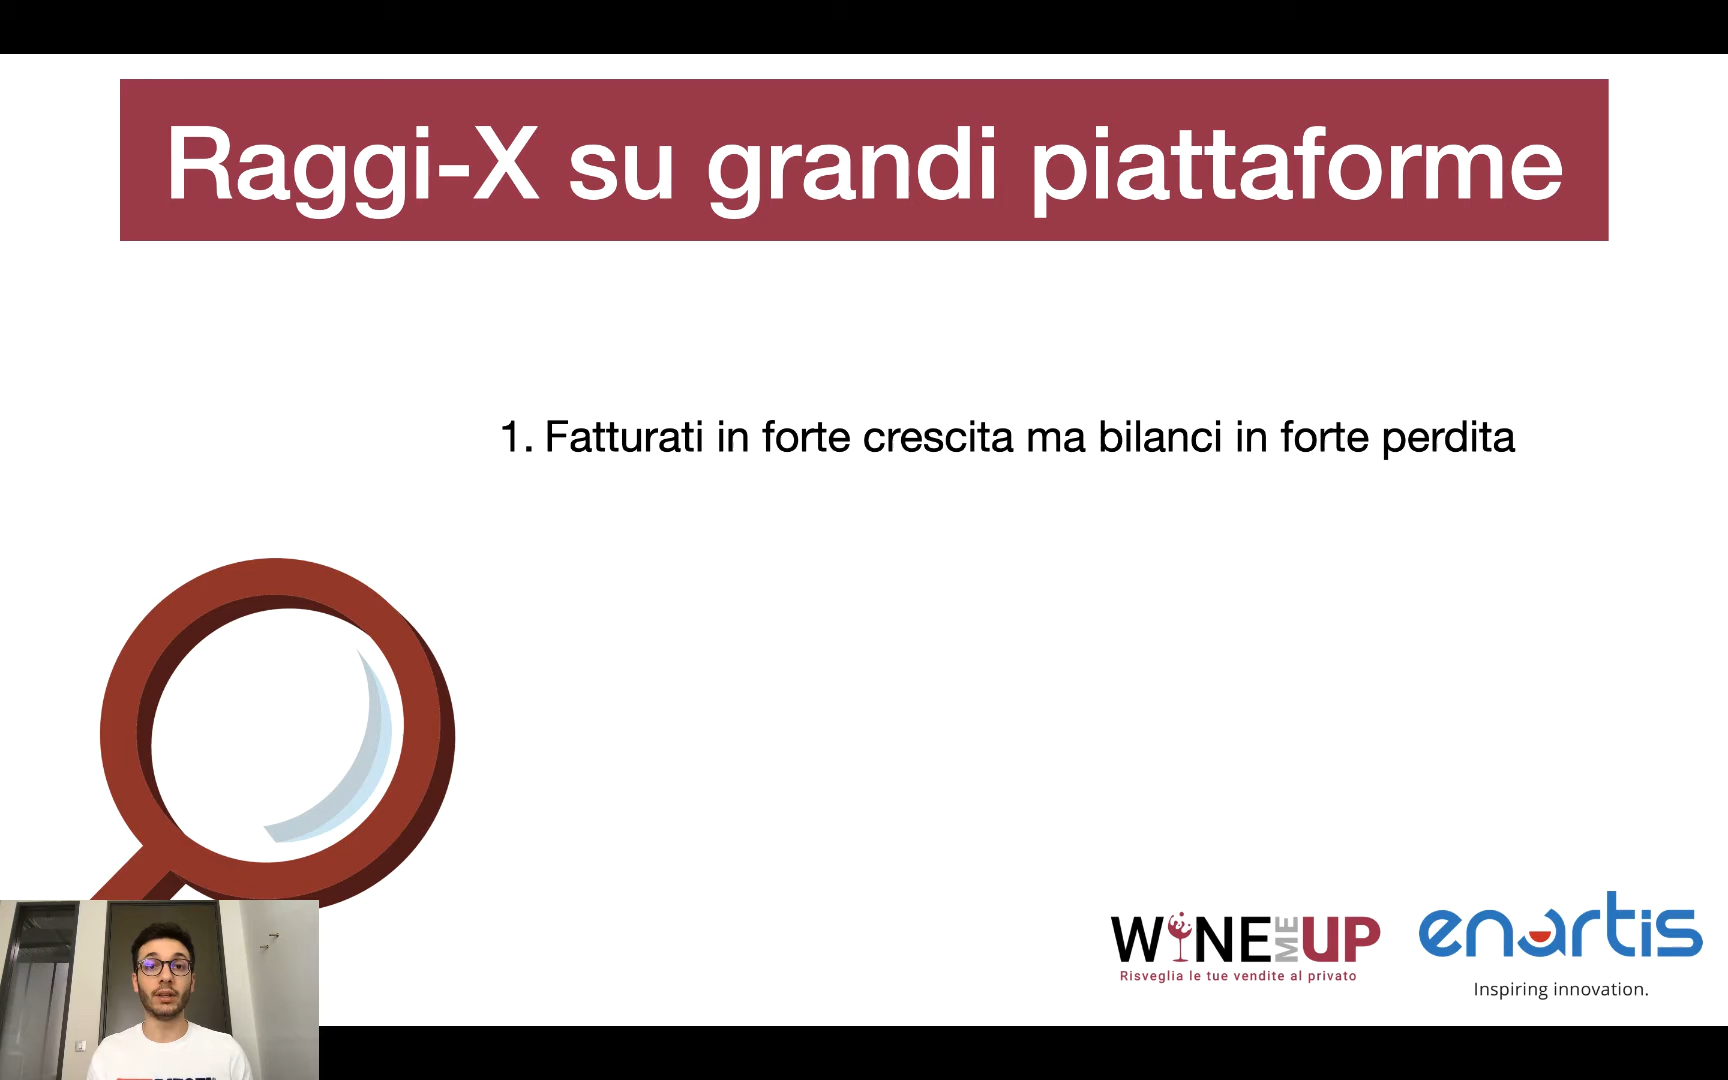 Raggi-X su grandi piattaforme
1. Fatturati in forte crescita ma bilanci in forte perdita
WINE ME UP
Risveglia le tue vendite al privato
enartis
Inspiring innovation.